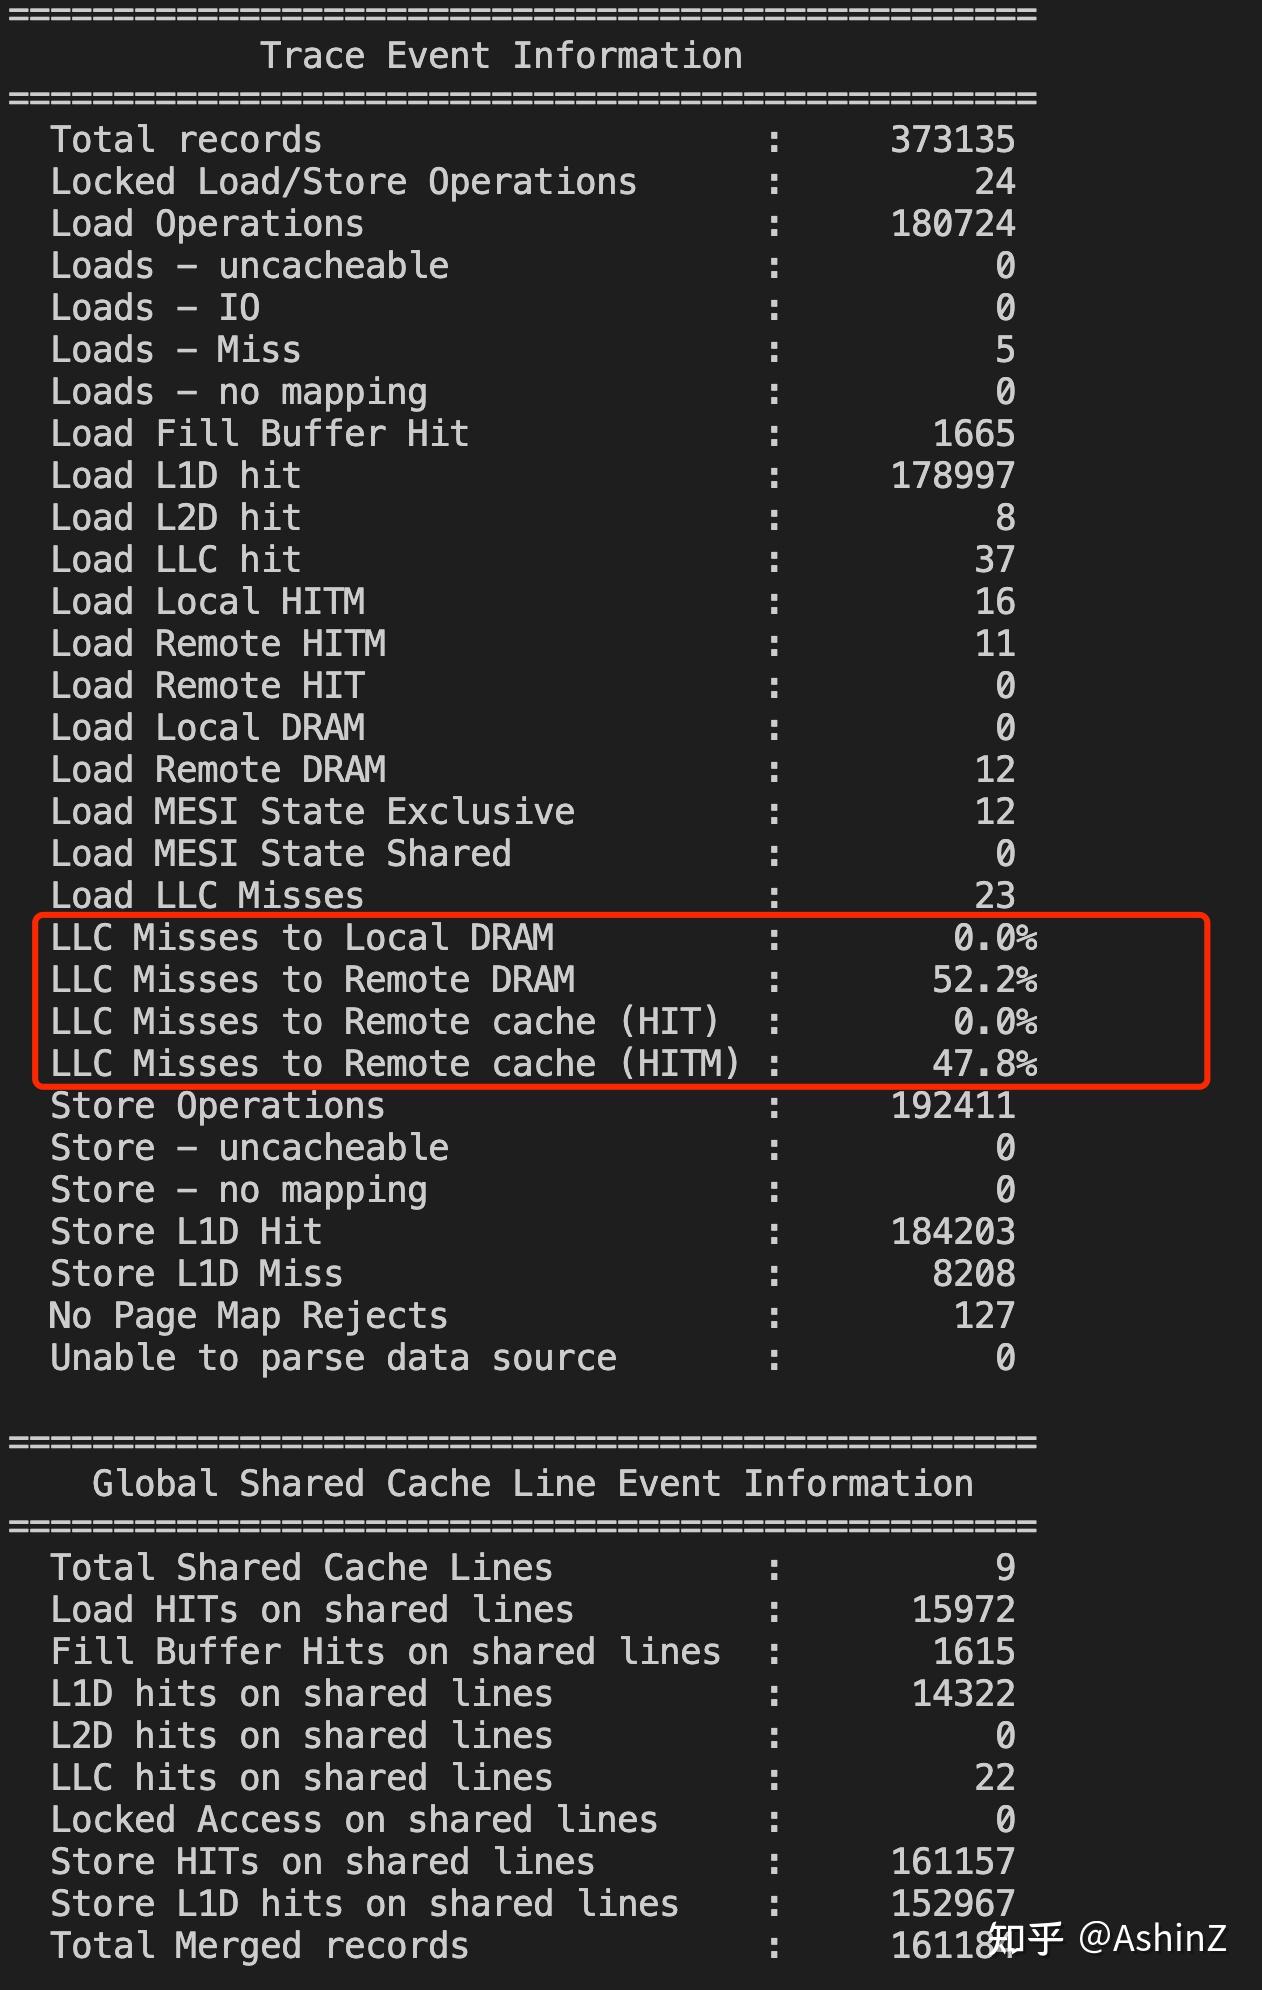 =================================================
Trace Event Information
=================================================
Total records : 373135
Locked Load/Store Operations : 24
Load Operations : 180724
Loads - uncacheable : 0
Loads - IO : 0
Loads - Miss : 5
Loads - no mapping : 0
Load Fill Buffer Hit : 1665
Load L1D hit : 178997
Load L2D hit : 8
Load LLC hit : 37
Load Local HITM : 16
Load Remote HITM : 11
Load Remote HIT : 0
Load Local DRAM : 0
Load Remote DRAM : 12
Load MESI State Exclusive : 12
Load MESI State Shared : 0
Load LLC Misses : 23
LLC Misses to Local DRAM : 0.0%
LLC Misses to Remote DRAM : 52.2%
LLC Misses to Remote cache (HIT) : 0.0%
LLC Misses to Remote cache (HITM) : 47.8%
Store Operations : 192411
Store - uncacheable : 0
Store - no mapping : 0
Store L1D Hit : 184203
Store L1D Miss : 8208
No Page Map Rejects : 127
Unable to parse data source : 0
=================================================
Global Shared Cache Line Event Information
=================================================
Total Shared Cache Lines : 9
Load HITs on shared lines : 15972
Fill Buffer Hits on shared lines : 1615
L1D hits on shared lines : 14322
L2D hits on shared lines : 0
LLC hits on shared lines : 22
Locked Access on shared lines : 0
Store HITs on shared lines : 161157
Store L1D hits on shared lines : 152967
Total Merged records : 161184
知乎 @AshinZ